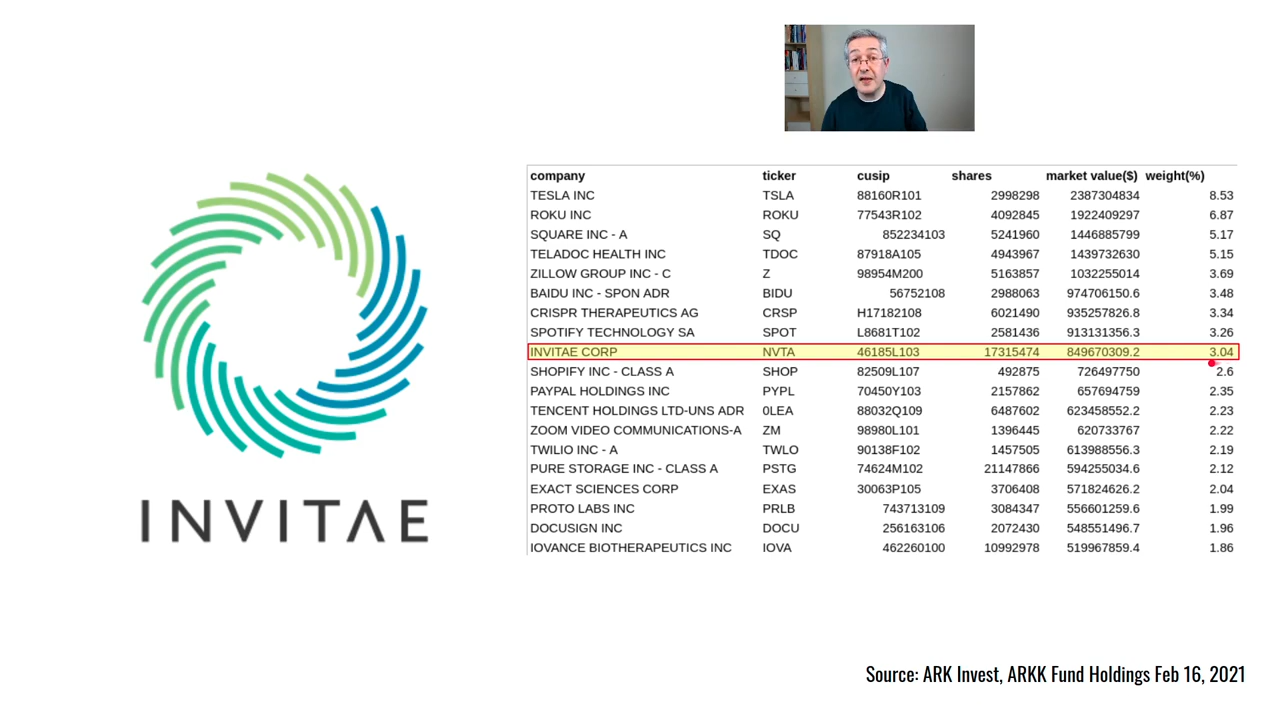 INVITAE
company ticker cusip shares market value($) weight(%)
TESLA INC TSLA 88160R101 2998298 2387304834 8.53
ROKU INC ROKU 77543R102 4092845 1922409297 6.87
SQUARE INC - A SQ 852234103 5241960 1446885799 5.17
TELADOC HEALTH INC TDOC 87918A105 4943967 1439732630 5.15
ZILLOW GROUP INC - C Z 98954M200 5163857 1032255014 3.69
BAIDU INC - SPON ADR BIDU 56752108 2988063 974706150.6 3.48
CRISPR THERAPEUTICS AG CRSP H17182108 6021490 935257826.8 3.34
SPOTIFY TECHNOLOGY SA SPOT L8681T102 2581436 913131356.3 3.26
INVITAE CORP NVTA 46185L103 17315474 849670309.2 3.04
SHOPIFY INC - CLASS A SHOP 82509L107 492875 726497750 2.6
PAYPAL HOLDINGS INC PYPL 70450Y103 2157862 657694759 2.35
TENCENT HOLDINGS LTD-UNS ADR 0LEA 88032Q109 6487602 623458552.2 2.23
ZOOM VIDEO COMMUNICATIONS-A ZM 98980L101 1396445 620733767 2.22
TWILIO INC - A TWLO 90138F102 1457505 613988556.3 2.19
PURE STORAGE INC - CLASS A PSTG 74624M102 21147866 594255034.6 2.12
EXACT SCIENCES CORP EXAS 30063P105 3706408 571824626.2 2.04
PROTO LABS INC PRLB 743713109 3084347 556601259.6 1.99
DOCUSIGN INC DOCU 256163106 2072430 548551496.7 1.96
IOVANCE BIOTHERAPEUTICS INC IOVA 462260100 10992978 519967859.4 1.86
Source: ARK Invest, ARKK Fund Holdings Feb 16, 2021